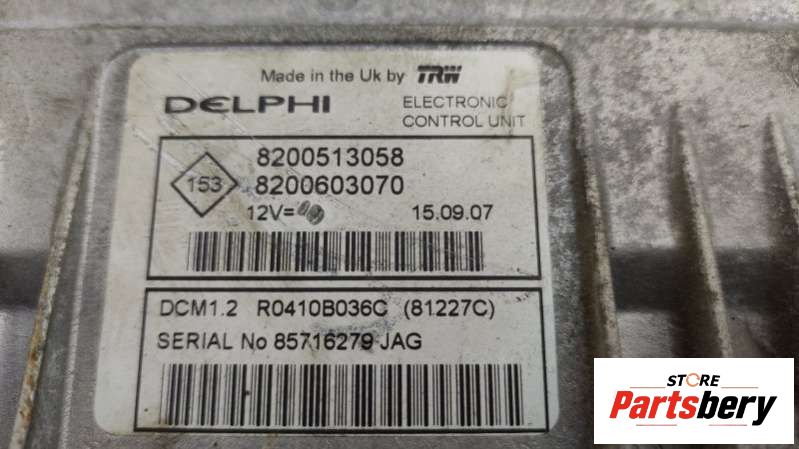 Made in the Uk by TRW
DELPHI
ELECTRONIC
CONTROL UNIT
8200513058
153
8200603070
12V=
15.09.07
DCM1.2 R0410B036C (81227C)
SERIAL No 85716279 JAG
STORE
Partsbery